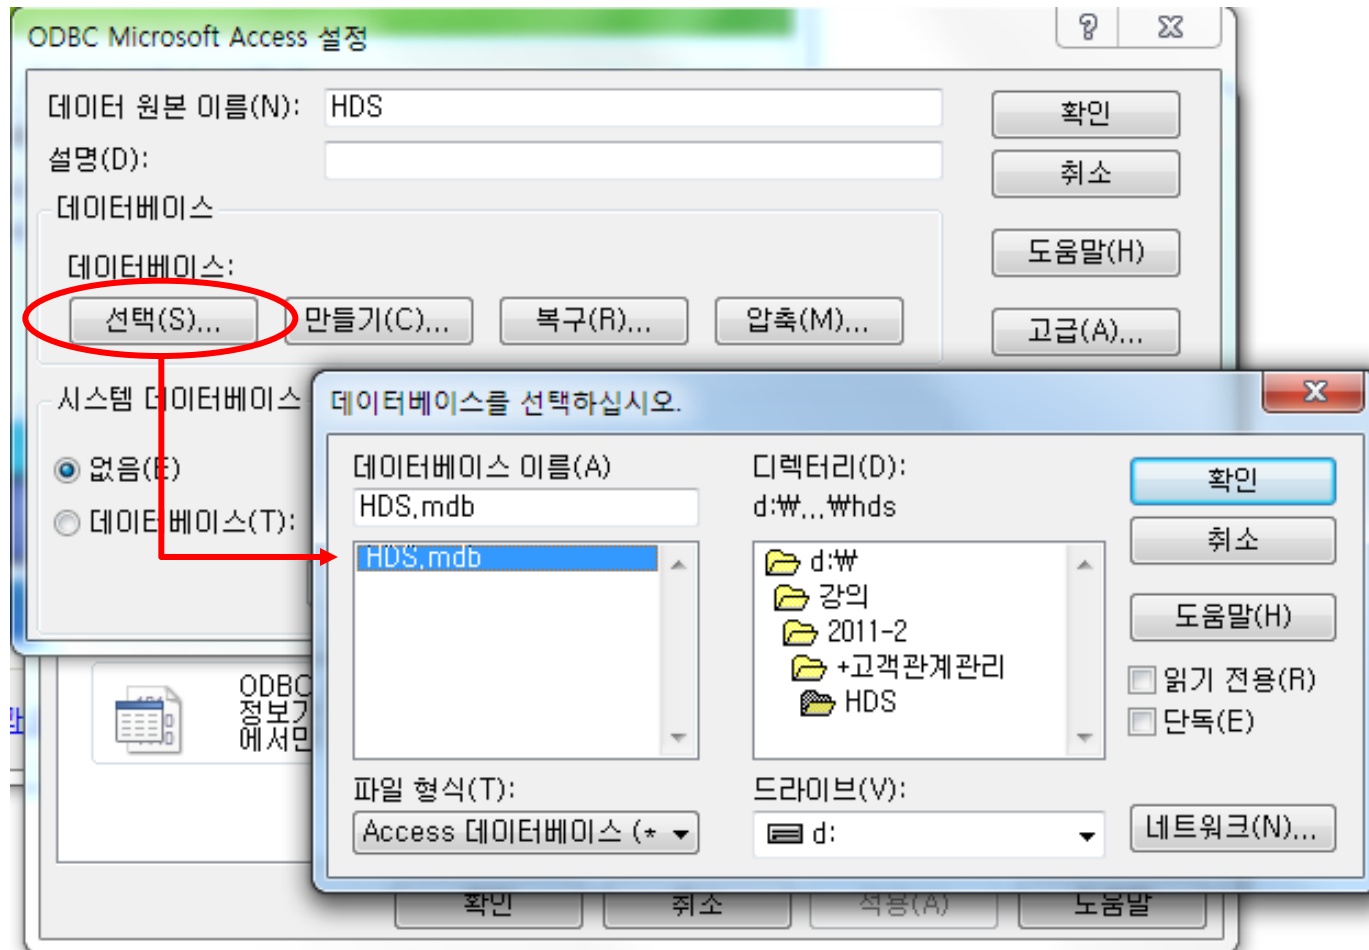 ODBC Microsoft Access 설정
데이터 원본 이름(N): HDS
확인
설명(D):
취소
데이터베이스
데이터베이스:
도움말(H)
선택(S)... 만들기(C)... 복구(R)... 압축(M)...
고급(A)...
시스템 데이터베이스
없음(E)
데이터베이스(T):
데이터베이스를 선택하십시오.
데이터베이스 이름(A)
HDS.mdb
HDS.mdb
디렉터리(D):
d:₩...₩hds
d:₩
강의
2011-2
+고객관계관리
HDS
확인
취소
도움말(H)
읽기 전용(R)
단독(E)
파일 형식(T):
Access 데이터베이스 (*
드라이브(V):
d:
네트워크(N)...
ODBC
정보가
에서만
확인 취소 적용(A) 도움말